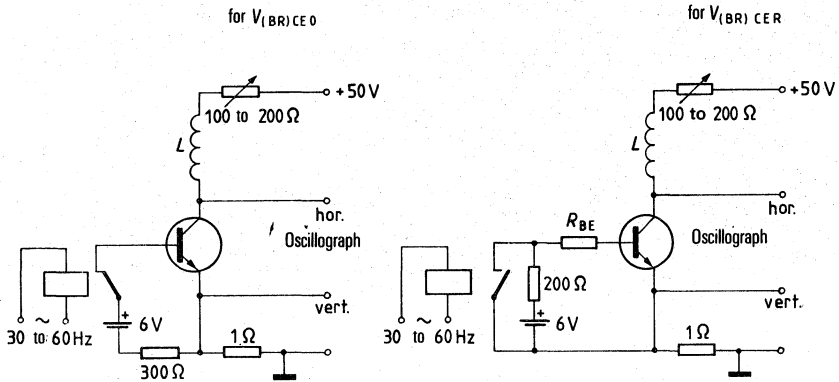 for V(BR)CEO
+50V
100 to 200Ω
L
hor.
Oscillograph
vert.
+
6V
30 ~ to 60Hz
300Ω
1Ω
for V(BR)CER
+50V
100 to 200Ω
L
hor.
RBE
Oscillograph
200Ω
vert.
+
6V
30 ~ to 60Hz
1Ω